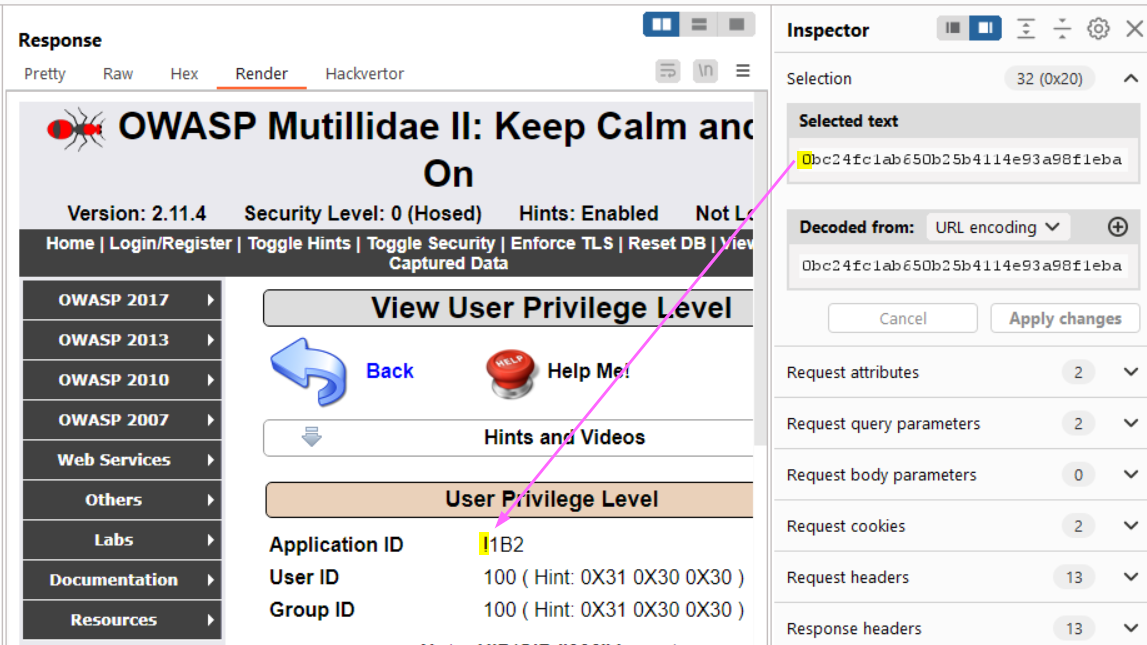 Response
Pretty Raw Hex Render Hackvertor
\n
OWASP Mutillidae II: Keep Calm and
On
Version: 2.11.4 Security Level: 0 (Hosed) Hints: Enabled Not
Home | Login/Register | Toggle Hints | Toggle Security | Enforce TLS | Reset DB | View
Captured Data
OWASP 2017
OWASP 2013
OWASP 2010
OWASP 2007
Web Services
Others
Labs
Documentation
Resources
View User Privilege Level
Back
HELP
Help Me!
Hints and Videos
User Privilege Level
Application ID !1B2
User ID 100 ( Hint: 0X31 0X30 0X30 )
Group ID 100 ( Hint: 0X31 0X30 0X30 )
Inspector
Selection 32 (0x20)
Selected text
0bc24fc1ab650b25b4114e93a98f1eba
Decoded from: URL encoding
0bc24fc1ab650b25b4114e93a98f1eba
Cancel Apply changes
Request attributes 2
Request query parameters 2
Request body parameters 0
Request cookies 2
Request headers 13
Response headers 13